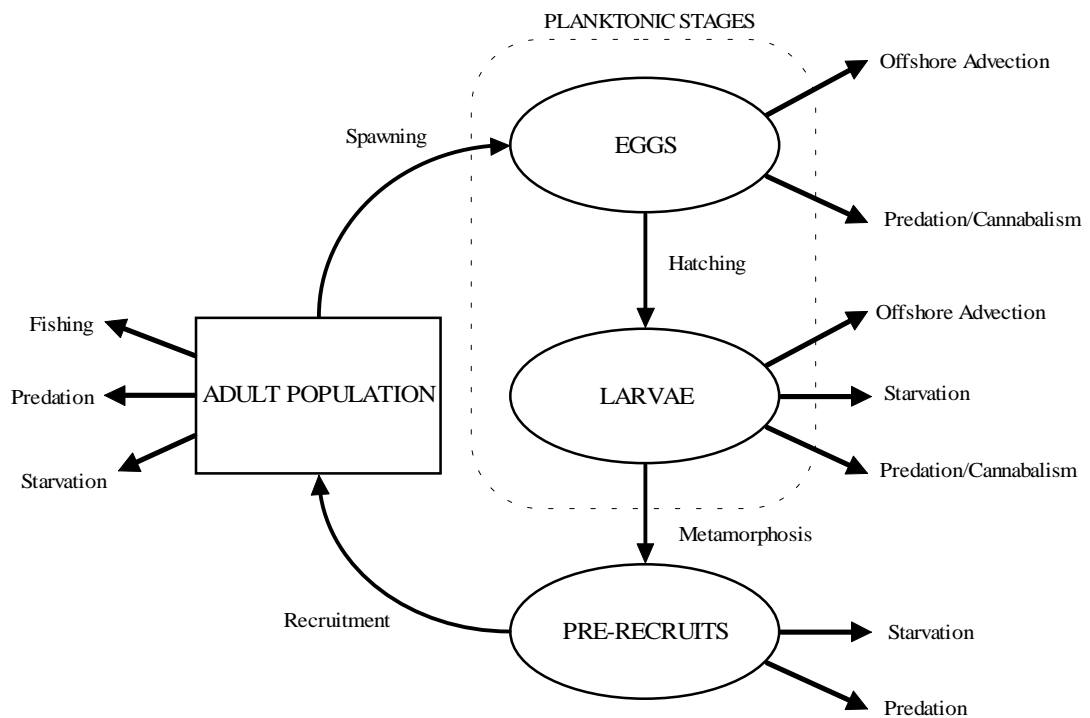 PLANKTONIC STAGES
Offshore Advection
Spawning
EGGS
Predation/Cannabalism
Hatching
Offshore Advection
Fishing
Predation
ADULT POPULATION
LARVAE
Starvation
Starvation
Predation/Cannabalism
Metamorphosis
Recruitment
PRE-RECRUITS
Starvation
Predation